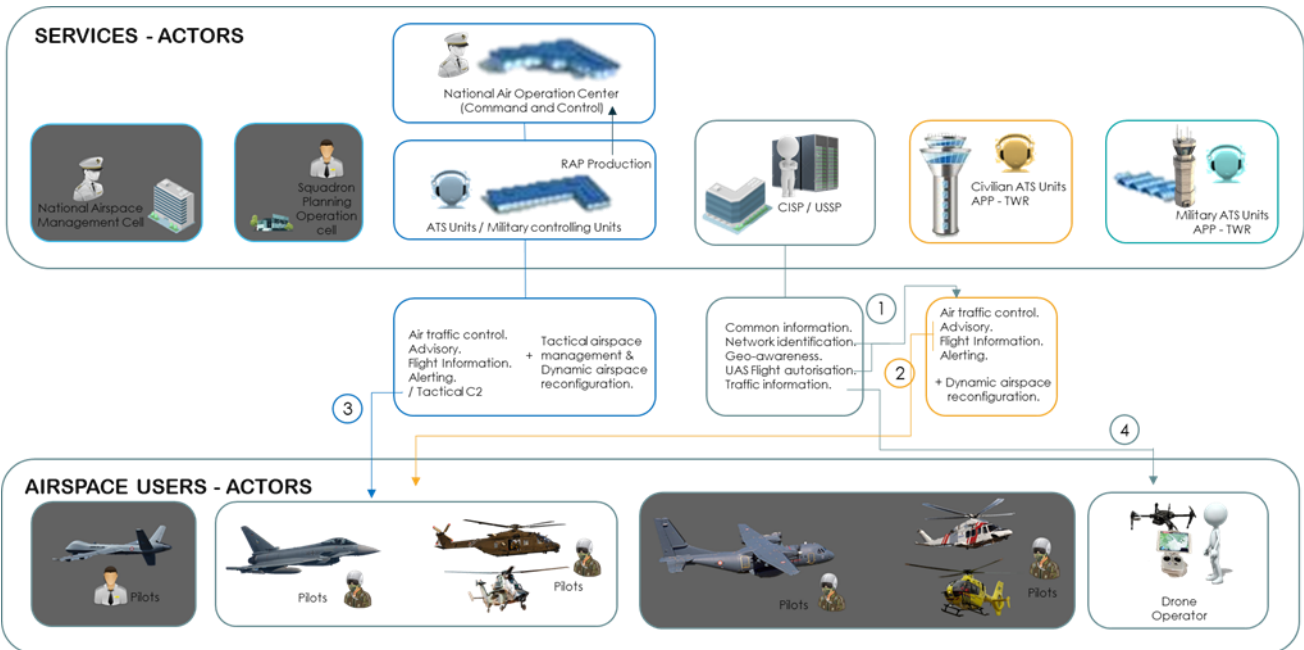 SERVICES - ACTORS
National Air Operation Center
(Command and Control)
RAP Production
National Airspace
Management Cell
Squadron
Planning
Operation
cell
ATS Units / Military controlling Units
CISP / USSP
Civilian ATS Units
APP - TWR
Military ATS Units
APP - TWR
Air traffic control.
Advisory.
Flight Information.
Alerting.
/ Tactical C2
+
Tactical airspace
management &
Dynamic airspace
reconfiguration.
Common information.
Network identification.
Geo-awareness.
UAS Flight autorisation.
Traffic information.
1
2
Air traffic control.
Advisory.
Flight Information.
Alerting.
+ Dynamic airspace
reconfiguration.
3
4
AIRSPACE USERS - ACTORS
Pilots
Pilots
Pilots
Pilots
Pilots
Drone
Operator